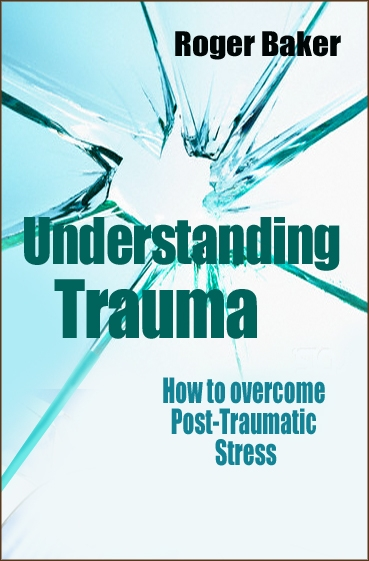 Roger Baker
Understanding
Trauma
How to overcome
Post-Traumatic
Stress